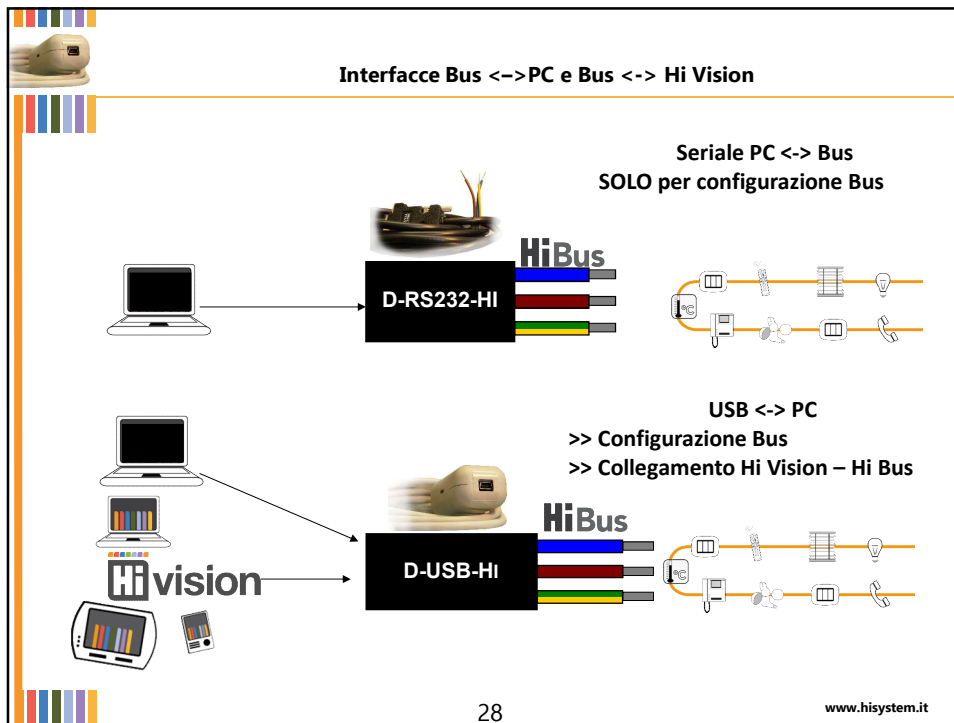 Interfacce Bus <–>PC e Bus <-> Hi Vision
Seriale PC <-> Bus
SOLO per configurazione Bus
HiBus
D-RS232-HI
°C
USB <-> PC
>> Configurazione Bus
>> Collegamento Hi Vision – Hi Bus
HiBus
D-USB-HI
Hi vision
°C
28
www.hisystem.it